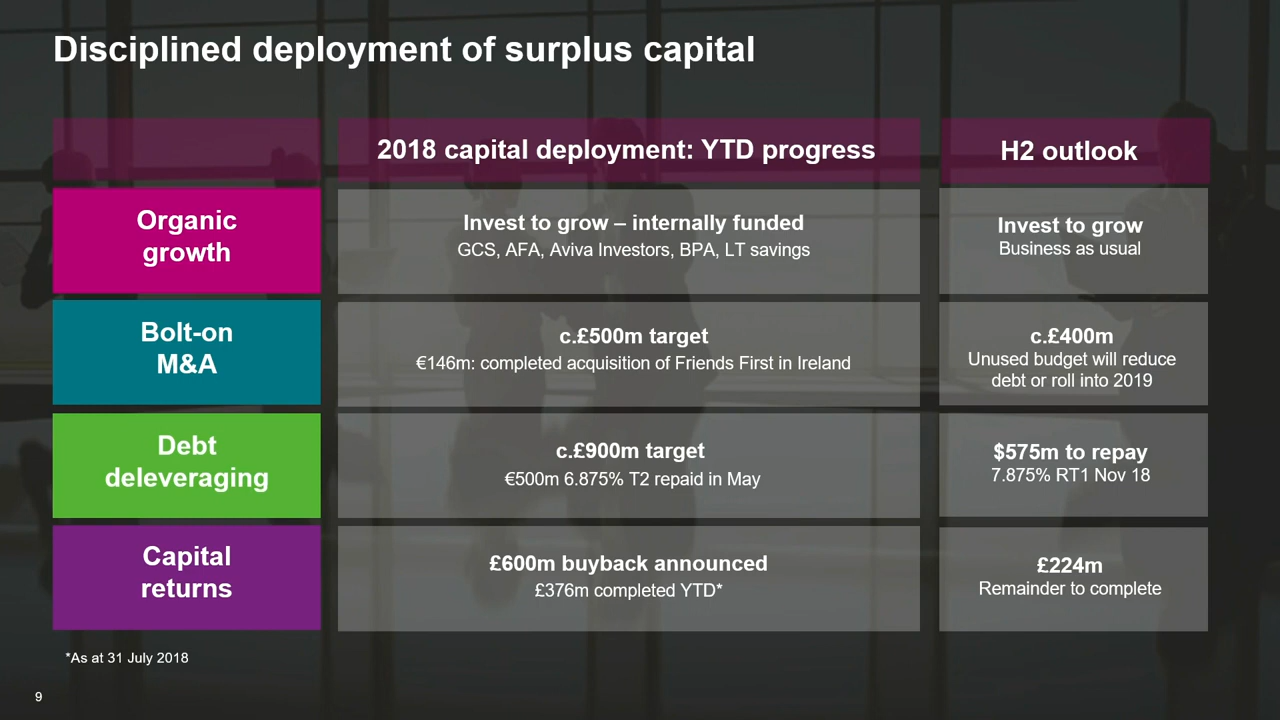 Disciplined deployment of surplus capital
2018 capital deployment: YTD progress
H2 outlook
Organic
growth
Invest to grow – internally funded
GCS, AFA, Aviva Investors, BPA, LT savings
Invest to grow
Business as usual
Bolt-on
M&A
c.£500m target
€146m: completed acquisition of Friends First in Ireland
c.£400m
Unused budget will reduce
debt or roll into 2019
Debt
deleveraging
c.£900m target
€500m 6.875% T2 repaid in May
$575m to repay
7.875% RT1 Nov 18
Capital
returns
£600m buyback announced
£376m completed YTD*
£224m
Remainder to complete
*As at 31 July 2018
9